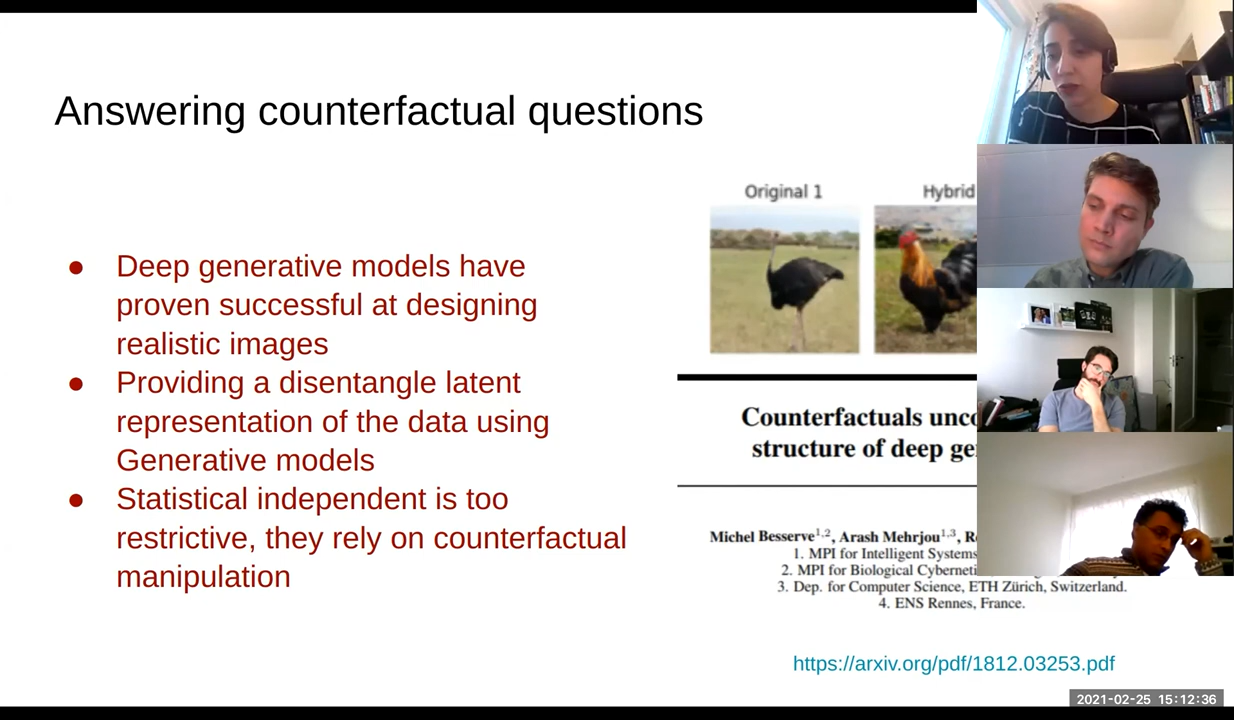 Answering counterfactual questions
● Deep generative models have
proven successful at designing
realistic images
● Providing a disentangle latent
representation of the data using
Generative models
● Statistical independent is too
restrictive, they rely on counterfactual
manipulation
Original 1
Hybrid
Counterfactuals
structure of deep
Michel Besserve1,2, Arash Mehrjou1,3,
1. MPI for Intelligent Systems
2. MPI for Biological
3. Dep. for Computer Science, ETH Zürich, Switzerland.
4. ENS Rennes, France.
https://arxiv.org/pdf/1812.03253.pdf
2021-02-25 15:12:36